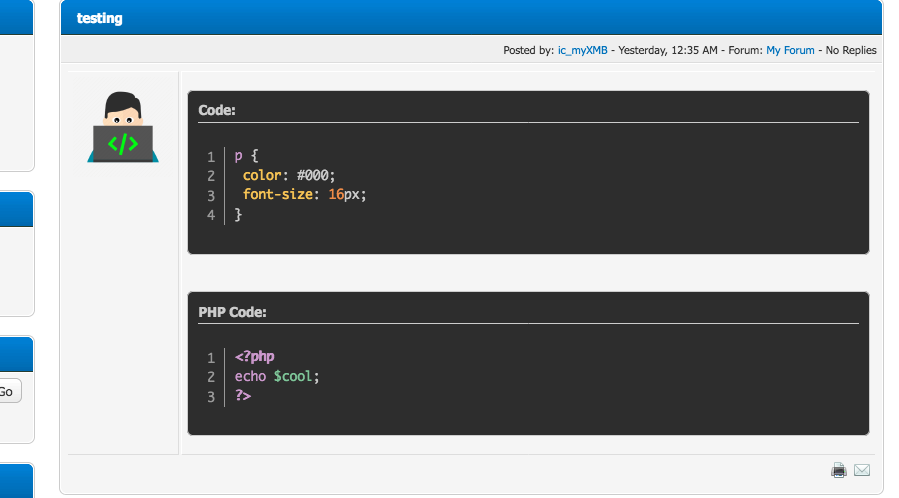 testing
Posted by: ic_myXMB - Yesterday, 12:35 AM - Forum: My Forum - No Replies
</>
Code:
1 p {
2  color: #000;
3  font-size: 16px;
4 }
Go
PHP Code:
1 <?php
2 echo $cool;
3 ?>